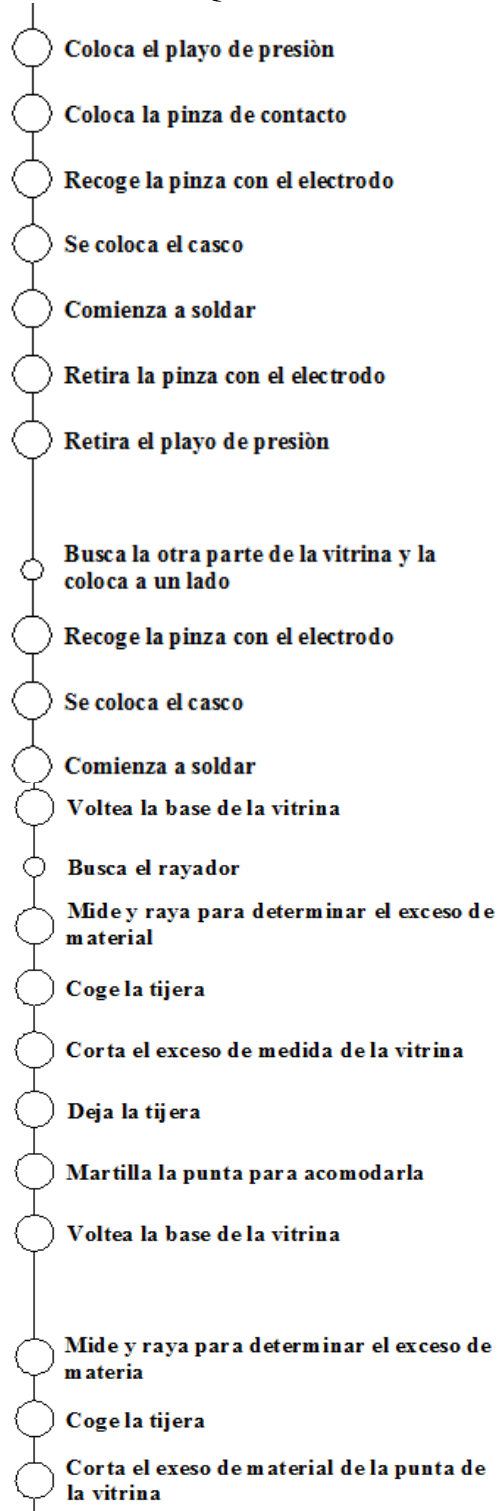 Coloca el playo de presiòn
Coloca la pinza de contacto
Recoge la pinza con el electrodo
Se coloca el casco
Comienza a soldar
Retira la pinza con el electrodo
Retira el playo de presiòn
Busca la otra parte de la vitrina y la
coloca a un lado
Recoge la pinza con el electrodo
Se coloca el casco
Comienza a soldar
Voltea la base de la vitrina
Busca el rayador
Mide y raya para determinar el exceso de
material
Coge la tijera
Corta el exceso de medida de la vitrina
Deja la tijera
Martilla la punta para acomodarla
Voltea la base de la vitrina
Mide y raya para determinar el exceso de
materia
Coge la tijera
Corta el exeso de material de la punta de
la vitrina